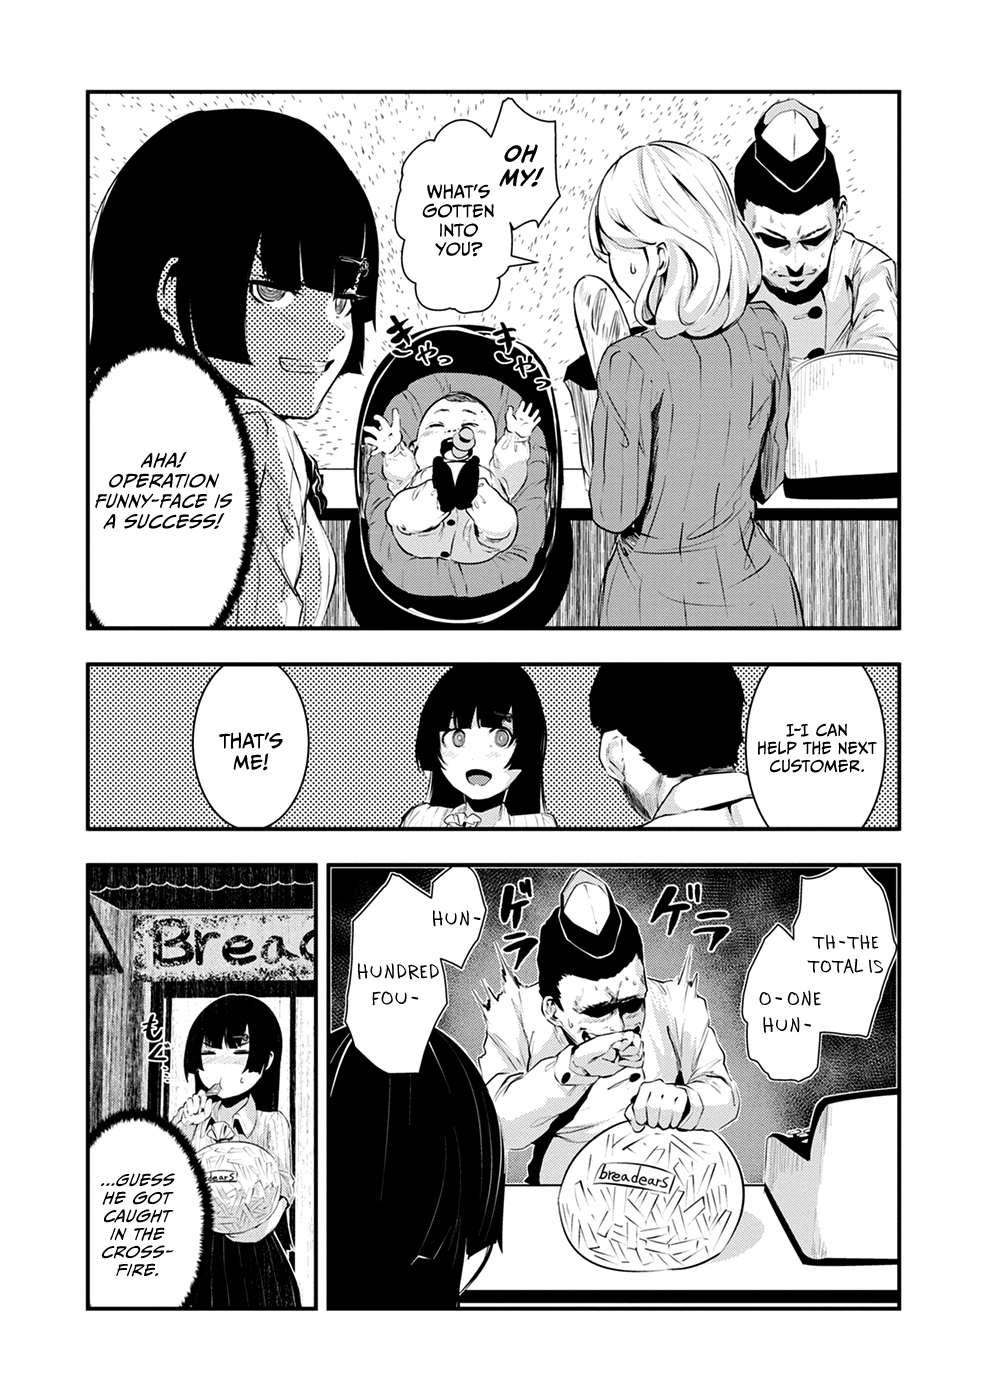 OH
MY!
WHAT'S
GOTTEN
INTO
YOU?
きゃっ
きゃっ
AHA!
OPERATION
FUNNY-FACE IS
A SUCCESS!
I-I CAN
HELP THE NEXT
CUSTOMER.
THAT'S
ME!
TH-THE
TOTAL IS
O-ONE
HUN-
ゲラ
ゲラ
HUN-
HUNDRED
FOU-
breadears
Bread
もぐ
dears
...GUESS
HE GOT
CAUGHT
IN THE
CROSS-
FIRE.